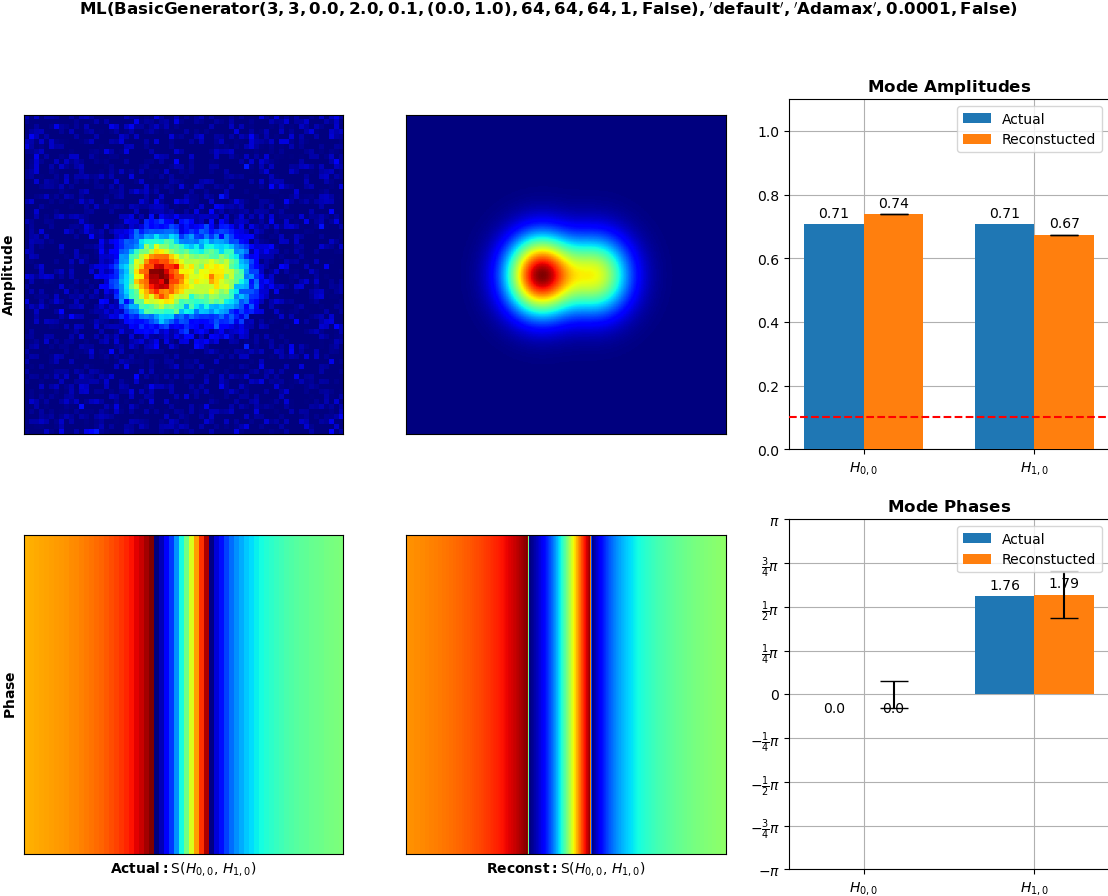 ML(BasicGenerator(3, 3, 0.0, 2.0, 0.1, (0.0, 1.0), 64, 64, 64, 1, False), ′default′, ′Adamax′, 0.0001, False)
Mode Amplitudes
Amplitude
Actual
Reconstucted
1.0
0.8
0.6
0.4
0.2
0.0
0.71
0.74
0.71
0.67
H0, 0
H1, 0
Mode Phases
Phase
Actual
Reconstucted
π
3/4π
1/2π
1/4π
0
−1/4π
−1/2π
−3/4π
−π
0.0
0.0
1.76
1.79
H0, 0
H1, 0
Actual: S(H0, 0, H1, 0)
Reconst: S(H0, 0, H1, 0)